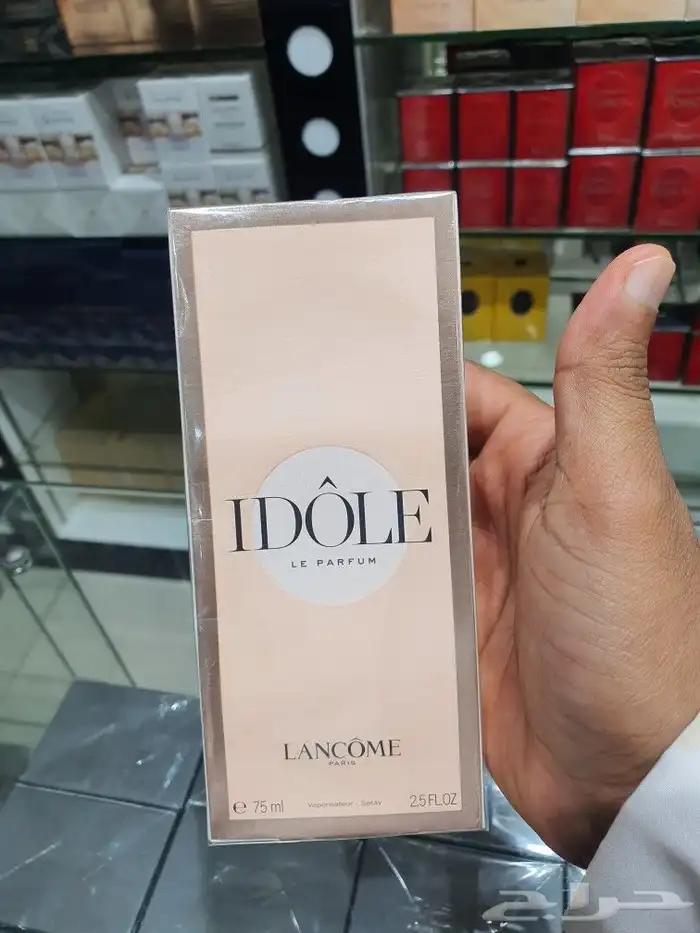 IDÔLE
LE PARFUM
LANCÔME
PARIS
e 75 ml Vaporisateur - Spray 2.5 FL.OZ
حراج